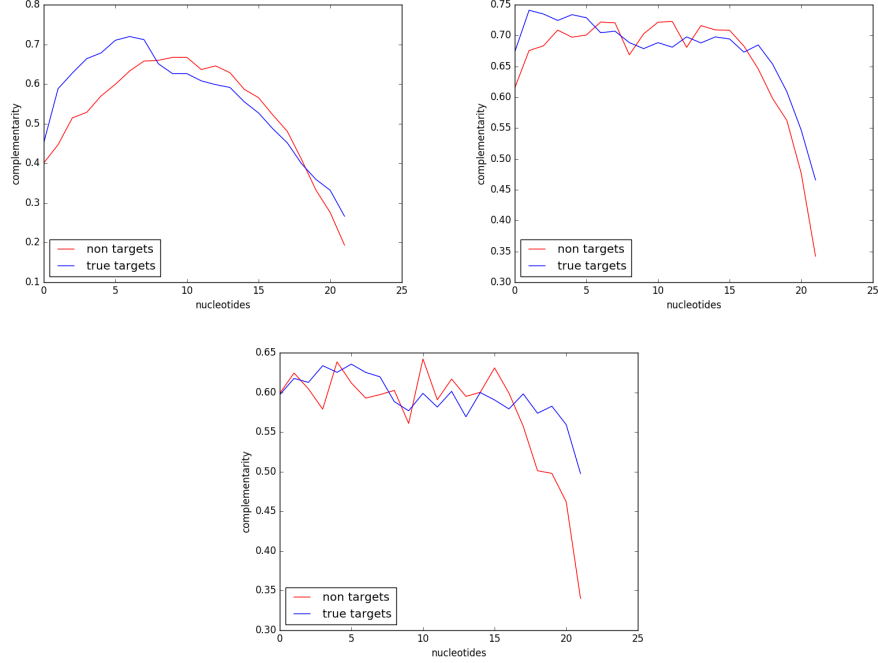 0.8
0.7
0.6
0.5
0.4
0.3
0.2
0.1
complementarity
non targets
true targets
0 5 10 15 20 25
nucleotides
0.75
0.70
0.65
0.60
0.55
0.50
0.45
0.40
0.35
0.30
complementarity
non targets
true targets
0 5 10 15 20 25
nucleotides
0.65
0.60
0.55
0.50
0.45
0.40
0.35
0.30
complementarity
non targets
true targets
0 5 10 15 20 25
nucleotides